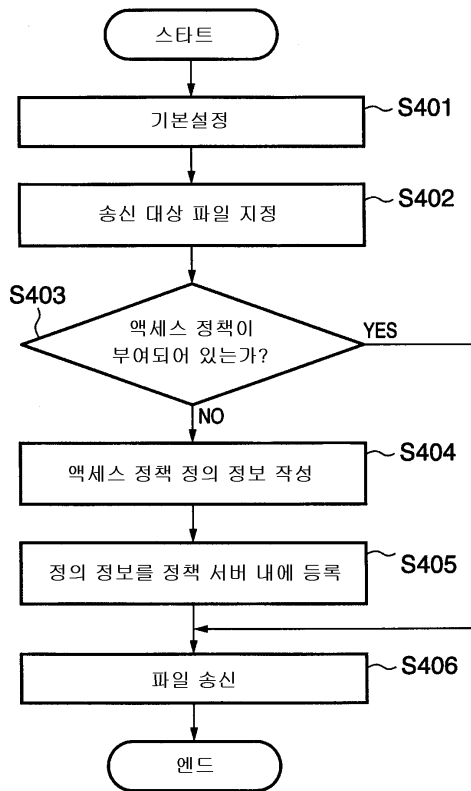 스타트
기본설정
S401
송신 대상 파일 지정
S402
S403
액세스 정책이
부여되어 있는가?
YES
NO
액세스 정책 정의 정보 작성
S404
정의 정보를 정책 서버 내에 등록
S405
파일 송신
S406
엔드